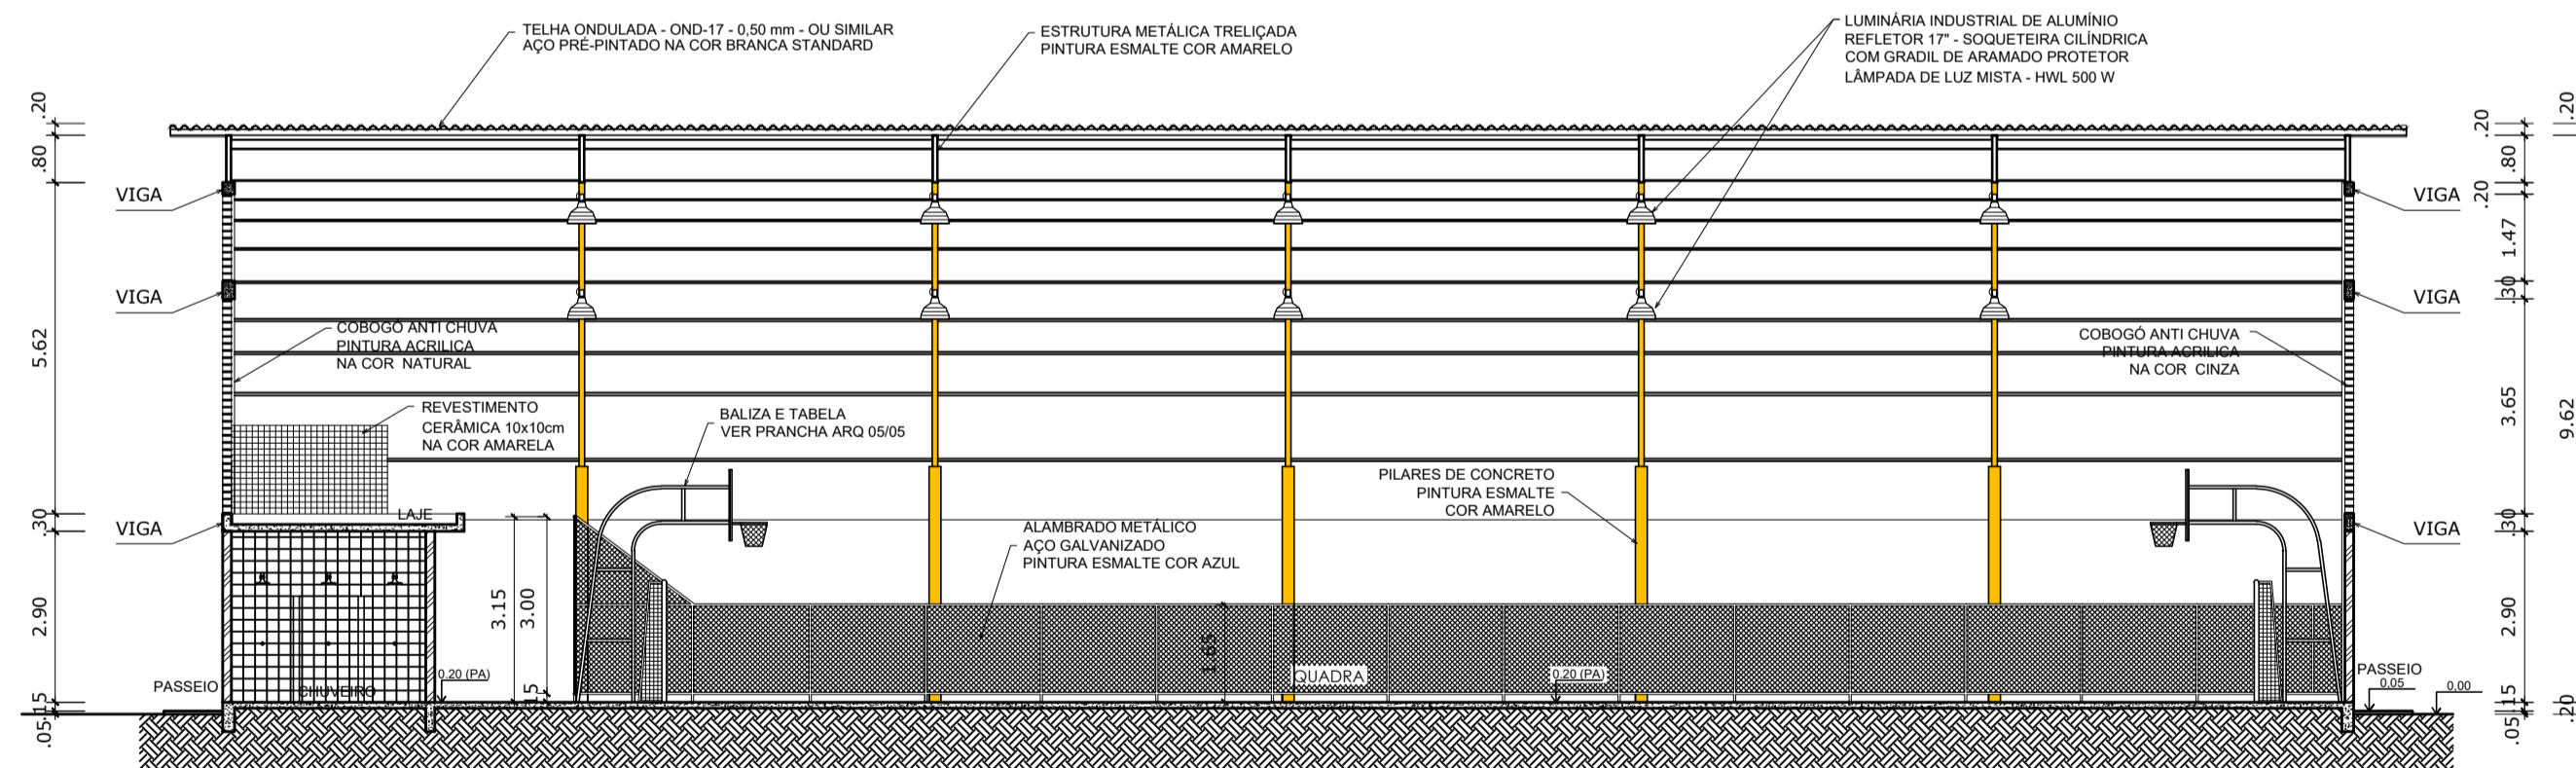 TELHA ONDULADA - OND-17 - 0,50 mm - OU SIMILAR
AÇO PRÉ-PINTADO NA COR BRANCA STANDARD
ESTRUTURA METÁLICA TRELIÇADA
PINTURA ESMALTE COR AMARELO
LUMINÁRIA INDUSTRIAL DE ALUMÍNIO
REFLETOR 17" - SOQUETEIRA CILÍNDRICA
COM GRADIL DE ARAMADO PROTETOR
LÂMPADA DE LUZ MISTA - HWL 500 W
.20
.80
5.62
.30
2.90
.15
.05
VIGA
VIGA
VIGA
COBOGÓ ANTI CHUVA
PINTURA ACRILICA
NA COR NATURAL
REVESTIMENTO
CERÂMICA 10x10cm
NA COR AMARELA
LAJE
CHUVEIRO
PASSEIO
0.20 (PA)
3.15
3.00
.15
BALIZA E TABELA
VER PRANCHA ARQ 05/05
ALAMBRADO METÁLICO
AÇO GALVANIZADO
PINTURA ESMALTE COR AZUL
1.65
QUADRA
0.20 (PA)
PILARES DE CONCRETO
PINTURA ESMALTE
COR AMARELO
COBOGÓ ANTI CHUVA
PINTURA ACRILICA
NA COR CINZA
VIGA
VIGA
VIGA
PASSEIO
0,05
0,00
.20
.80
.20
1.47
.30
3.65
.30
2.90
.15
.05
.20
9.62
.20